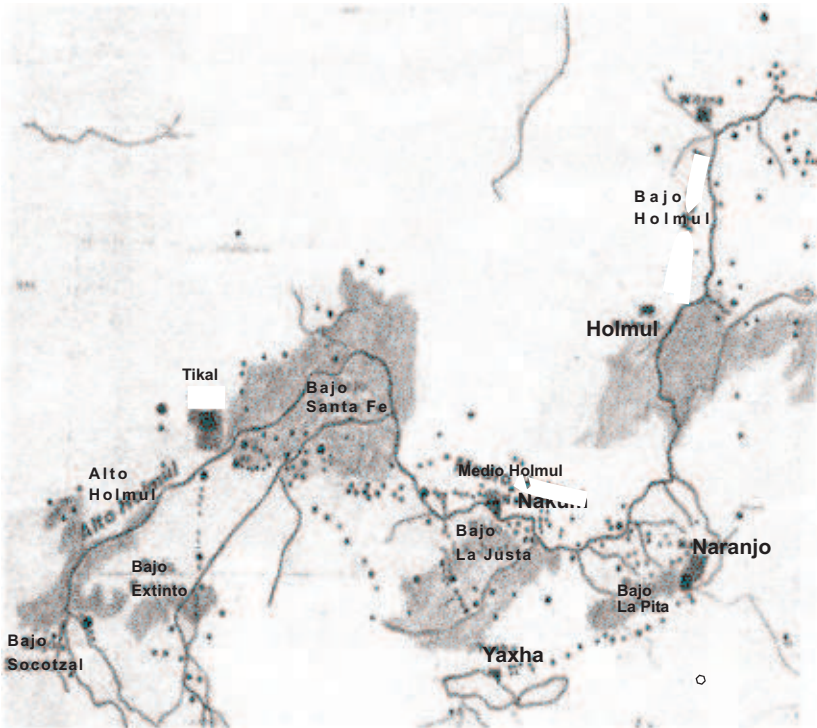 Bajo
Holmul
Holmul
Tikal
Bajo
Santa Fe
Alto
Holmul
Alto Holmul
Medio Holmul
Nakum
Bajo
La Justa
Naranjo
Bajo
Extinto
Bajo
La Pita
Bajo
Socotzal
Yaxha